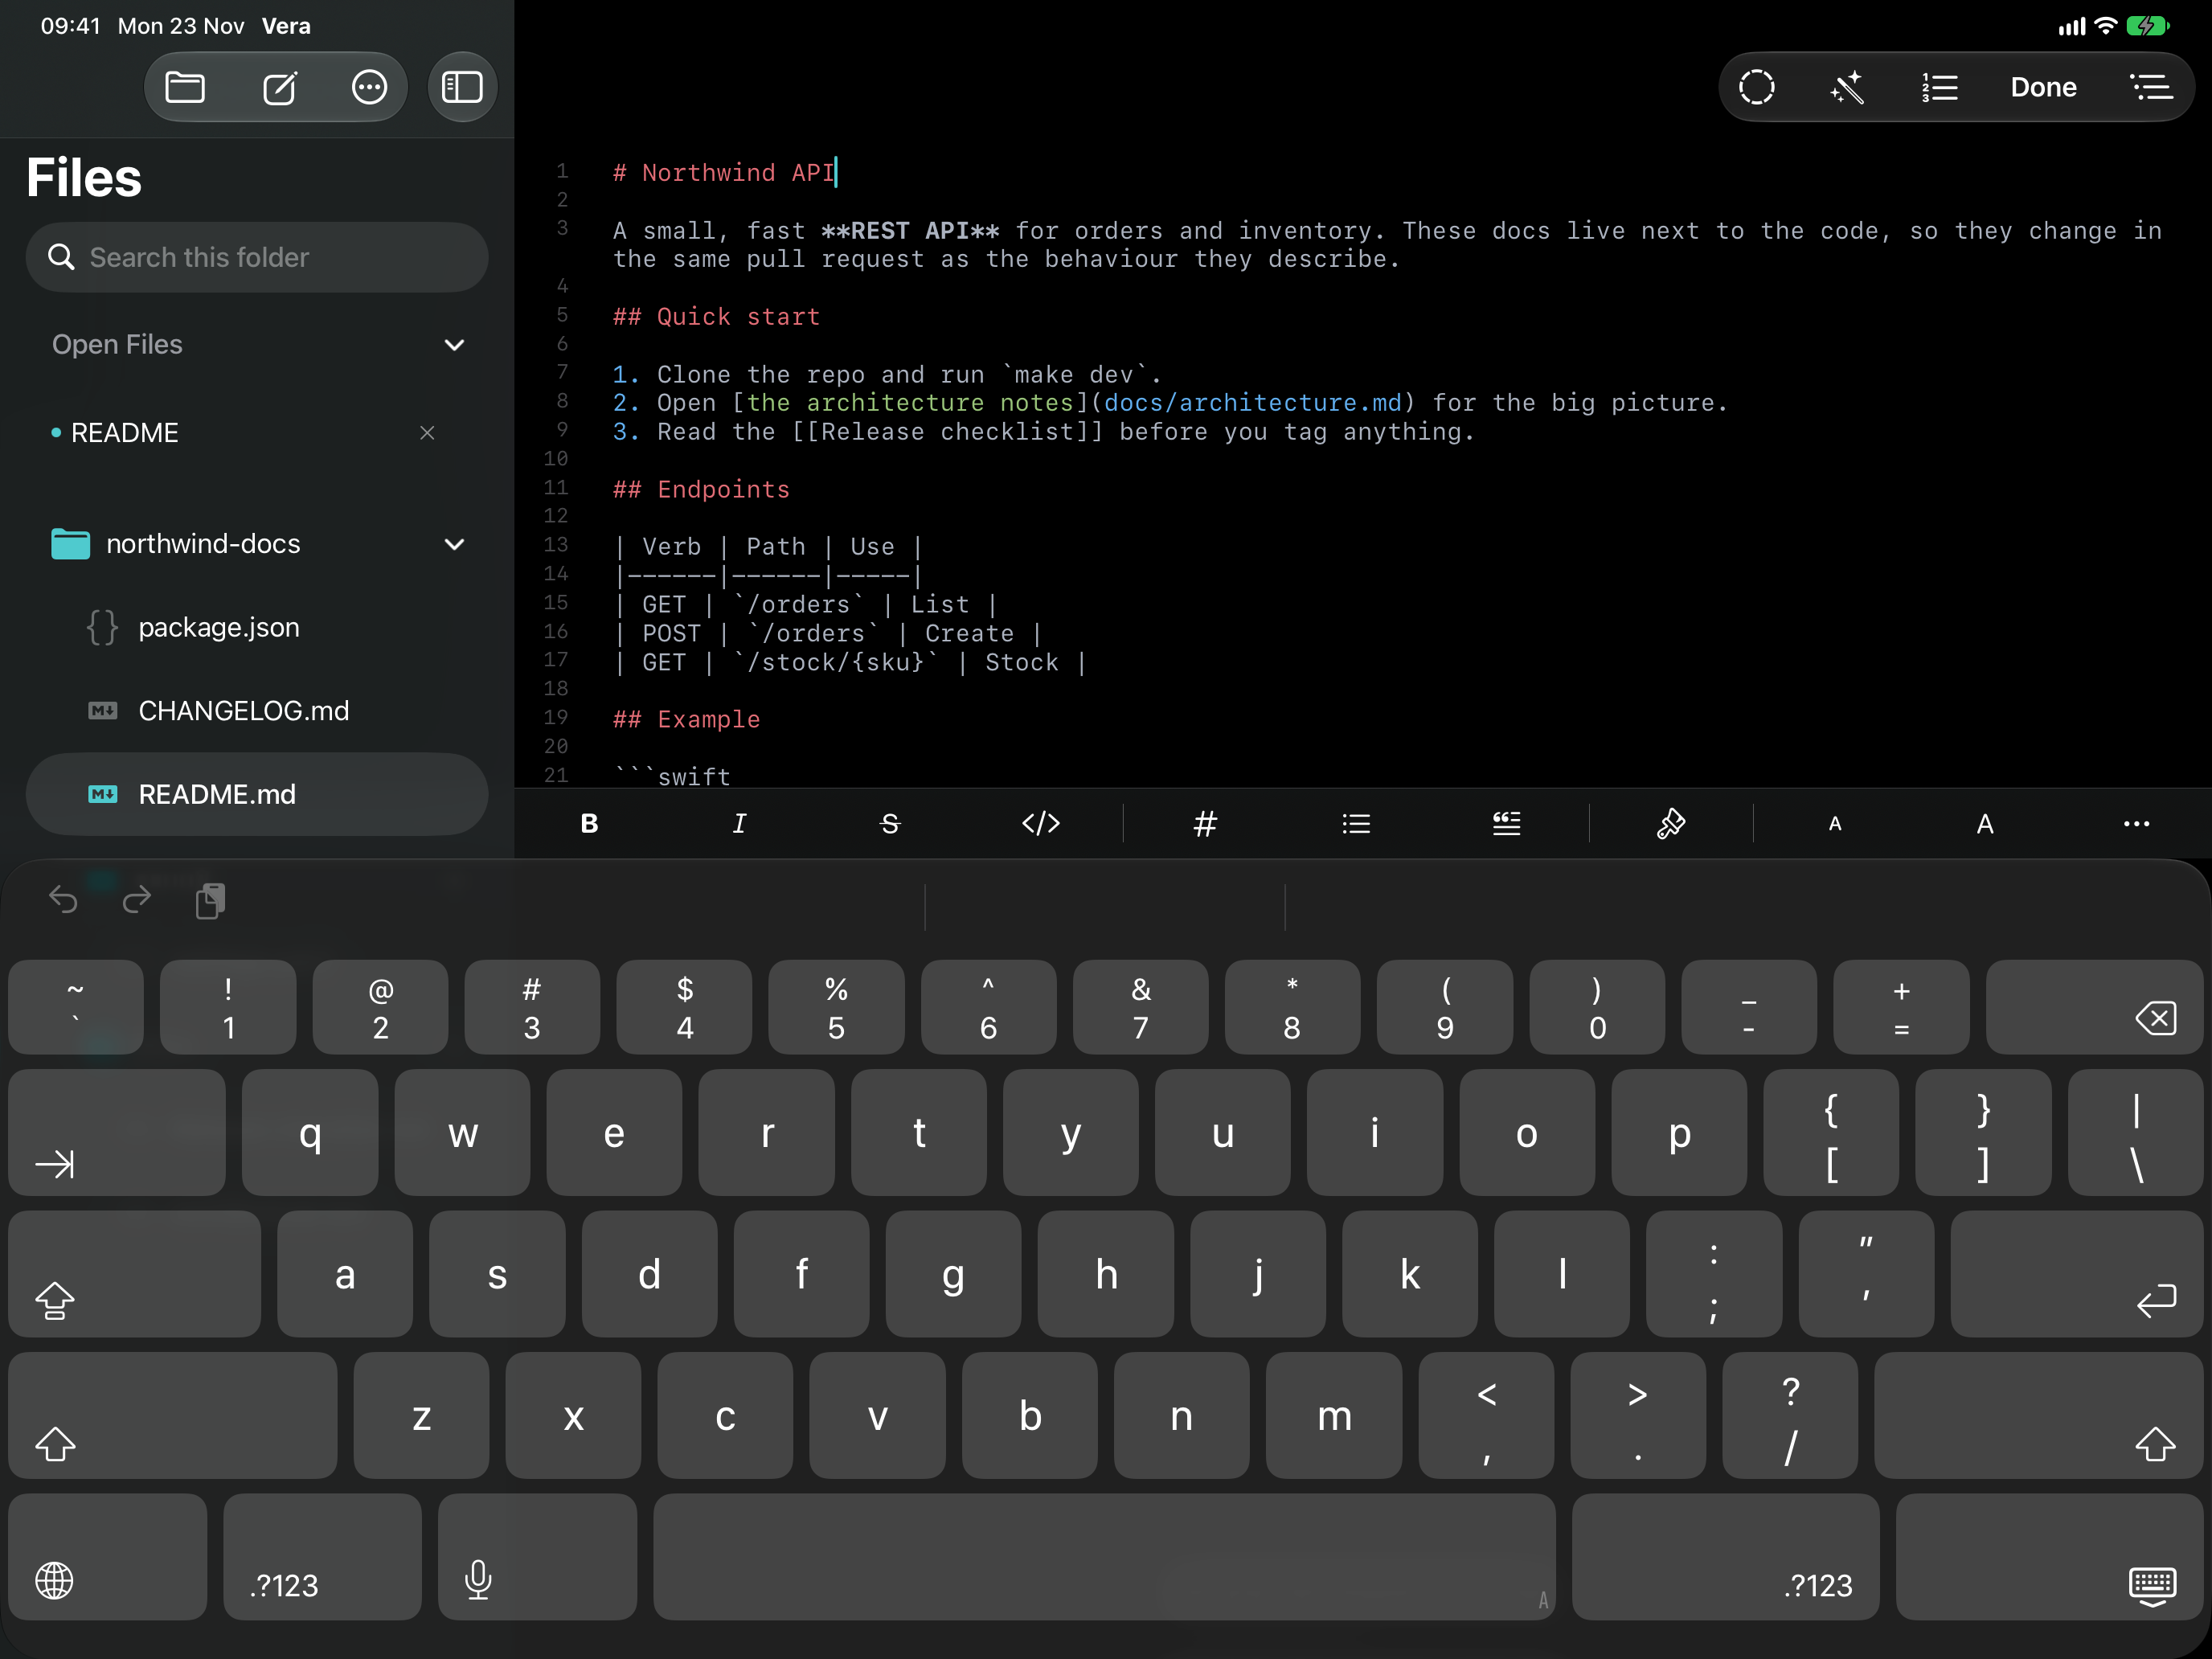 09:41 Mon 23 Nov Vera
Files
Search this folder
Open Files
README
northwind-docs
package.json
CHANGELOG.md
README.md
Done
1 # Northwind API
2
3 A small, fast **REST API** for orders and inventory. These docs live next to the code, so they change in
the same pull request as the behaviour they describe.
4
5 ## Quick start
6
7 1. Clone the repo and run `make dev`.
8 2. Open [the architecture notes](docs/architecture.md) for the big picture.
9 3. Read the [[Release checklist]] before you tag anything.
10
11 ## Endpoints
12
13 | Verb | Path | Use |
14 |------|------|-----|
15 | GET | `/orders` | List |
16 | POST | `/orders` | Create |
17 | GET | `/stock/{sku}` | Stock |
18
19 ## Example
20
21 ```swift
B I S </> # A A
~ ! @ # $ % ^ & * ( ) _ +
` 1 2 3 4 5 6 7 8 9 0 - =
q w e r t y u i o p { } |
[ ] \
a s d f g h j k l : "
; '
z x c v b n m < > ?
, . /
.?123 A .?123